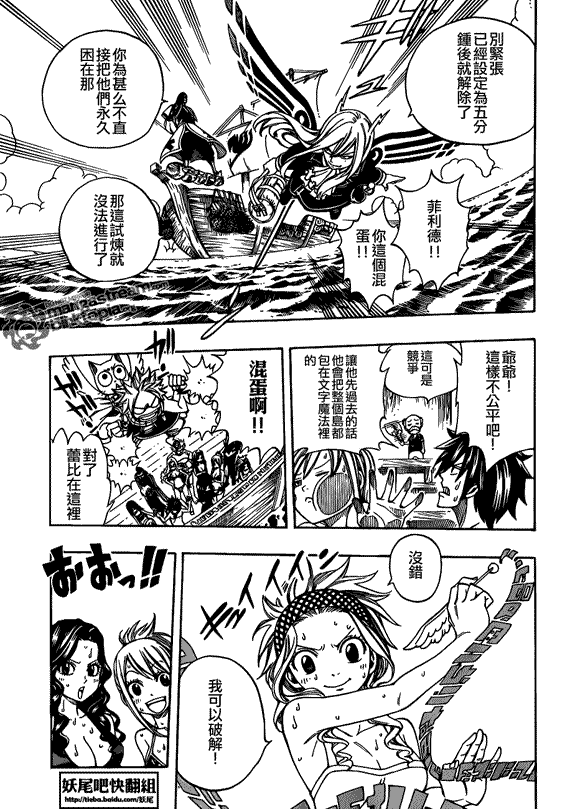 別緊張
已經設定為五分
鍾後就解除了
你為甚么不直
接把他們永久
困在那
菲利德!!
你這個混
蛋!!
那這試煉就
沒法進行了
爺爺!
這樣不公平吧!
這可是
競爭
讓他先過去的話
他會把整個島都
包在文字魔法裡
的
混蛋啊!!
對了
蕾比在這裡
沒錯
我可以破解!
おおっ!!
妖尾吧快翻組
http://tieba.baidu.com/妖尾